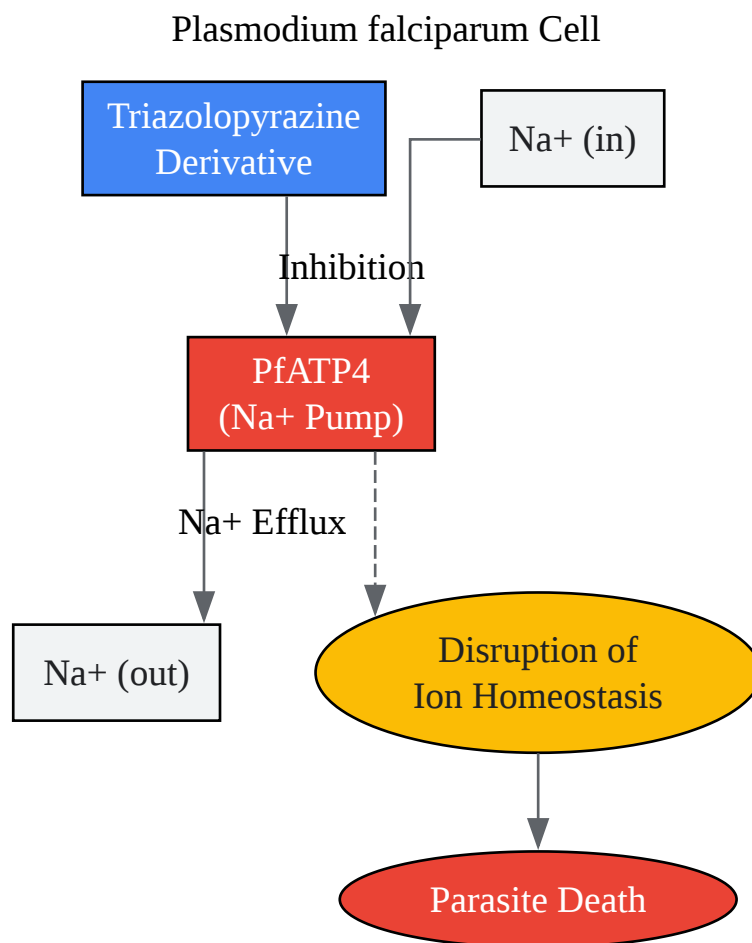 Plasmodium falciparum Cell
Triazolopyrazine
Derivative
Na+ (in)
Inhibition
PfATP4
(Na+ Pump)
Na+ Efflux
Na+ (out)
Disruption of
Ion Homeostasis
Parasite Death